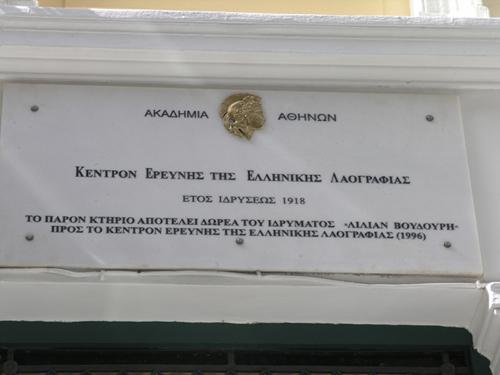 ΑΚΑΔΗΜΙΑ ΑΘΗΝΩΝ
ΚΕΝΤΡΟΝ ΕΡΕΥΝΗΣ ΤΗΣ ΕΛΛΗΝΙΚΗΣ ΛΑΟΓΡΑΦΙΑΣ
ΕΤΟΣ ΙΔΡΥΣΕΩΣ 1918
ΤΟ ΠΑΡΟΝ ΚΤΗΡΙΟ ΑΠΟΤΕΛΕΙ ΔΩΡΕΑ ΤΟΥ ΙΔΡΥΜΑΤΟΣ «ΛΙΛΙΑΝ ΒΟΥΔΟΥΡΗ»
ΠΡΟΣ ΤΟ ΚΕΝΤΡΟΝ ΕΡΕΥΝΗΣ ΤΗΣ ΕΛΛΗΝΙΚΗΣ ΛΑΟΓΡΑΦΙΑΣ (1996)